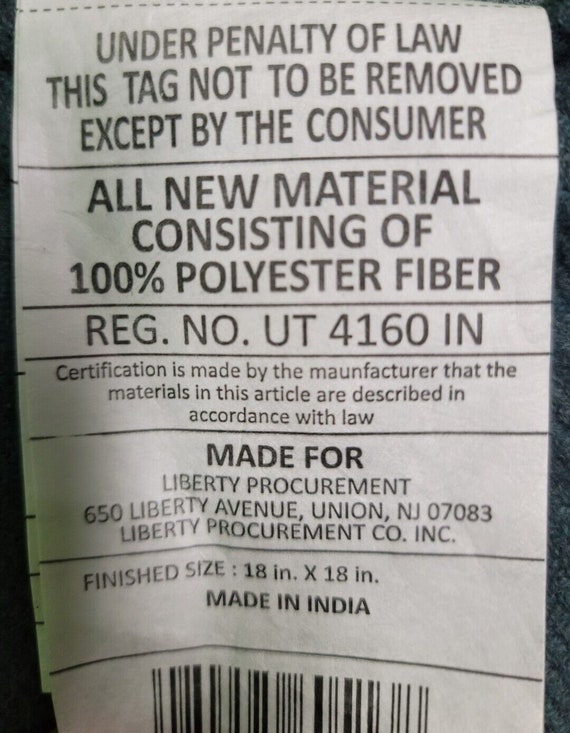 UNDER PENALTY OF LAW
THIS TAG NOT TO BE REMOVED
EXCEPT BY THE CONSUMER
ALL NEW MATERIAL
CONSISTING OF
100% POLYESTER FIBER
REG. NO. UT 4160 IN
Certification is made by the maunfacturer that the
materials in this article are described in
accordance with law
MADE FOR
LIBERTY PROCUREMENT
650 LIBERTY AVENUE, UNION, NJ 07083
LIBERTY PROCUREMENT CO. INC.
FINISHED SIZE : 18 in. X 18 in.
MADE IN INDIA